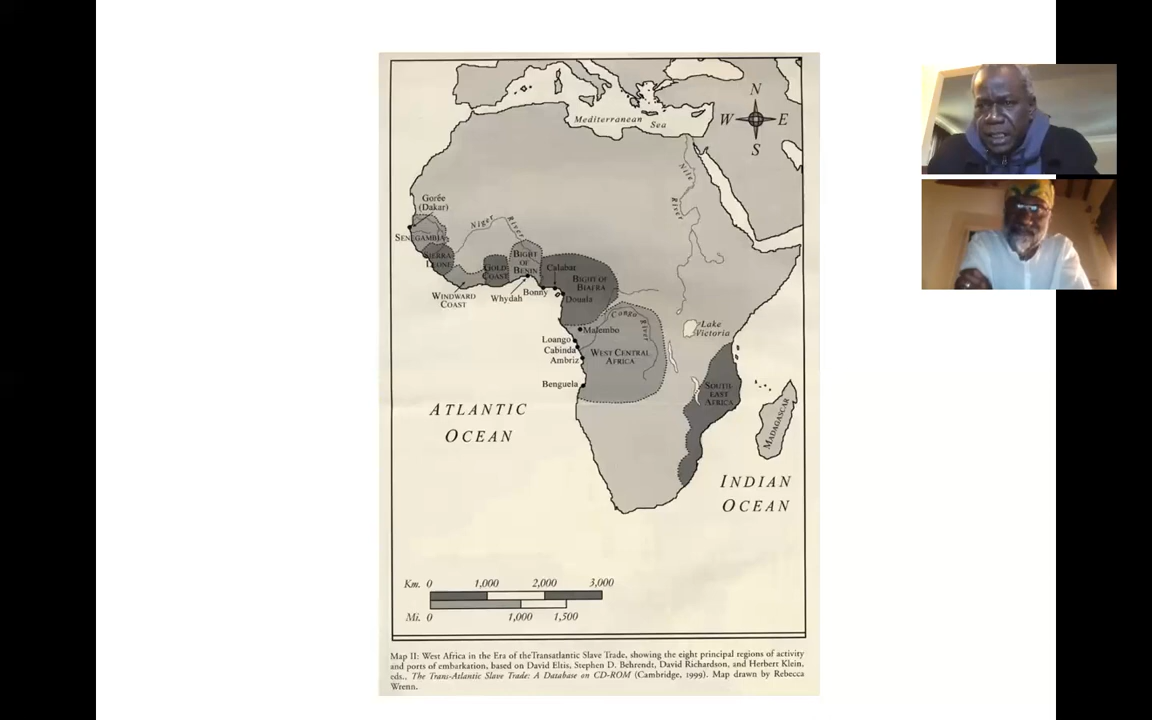 N
W E
S
Mediterranean
Sea
Nile
River
Gorée
(Dakar)
Niger River
SENEGAMBIA
SIERRA
LEONE
GOLD
COAST
BIGHT
OF
BENIN
Calabar
BIGHT OF
BIAFRA
WINDWARD
COAST
Whydah
Bonny
Douala
Congo River
Malembo
Lake
Victoria
Loango
Cabinda
Ambriz
WEST CENTRAL
AFRICA
Benguela
SOUTH-
EAST
AFRICA
MADAGASCAR
ATLANTIC
OCEAN
INDIAN
OCEAN
Km. 0 1,000 2,000 3,000
Mi. 0 1,000 1,500
Map II: West Africa in the Era of theTransatlantic Slave Trade, showing the eight principal regions of activity
and ports of embarkation, based on David Eltis, Stephen D. Behrendt, David Richardson, and Herbert Klein,
eds., The Trans-Atlantic Slave Trade: A Database on CD-ROM (Cambridge, 1999). Map drawn by Rebecca
Wrenn.